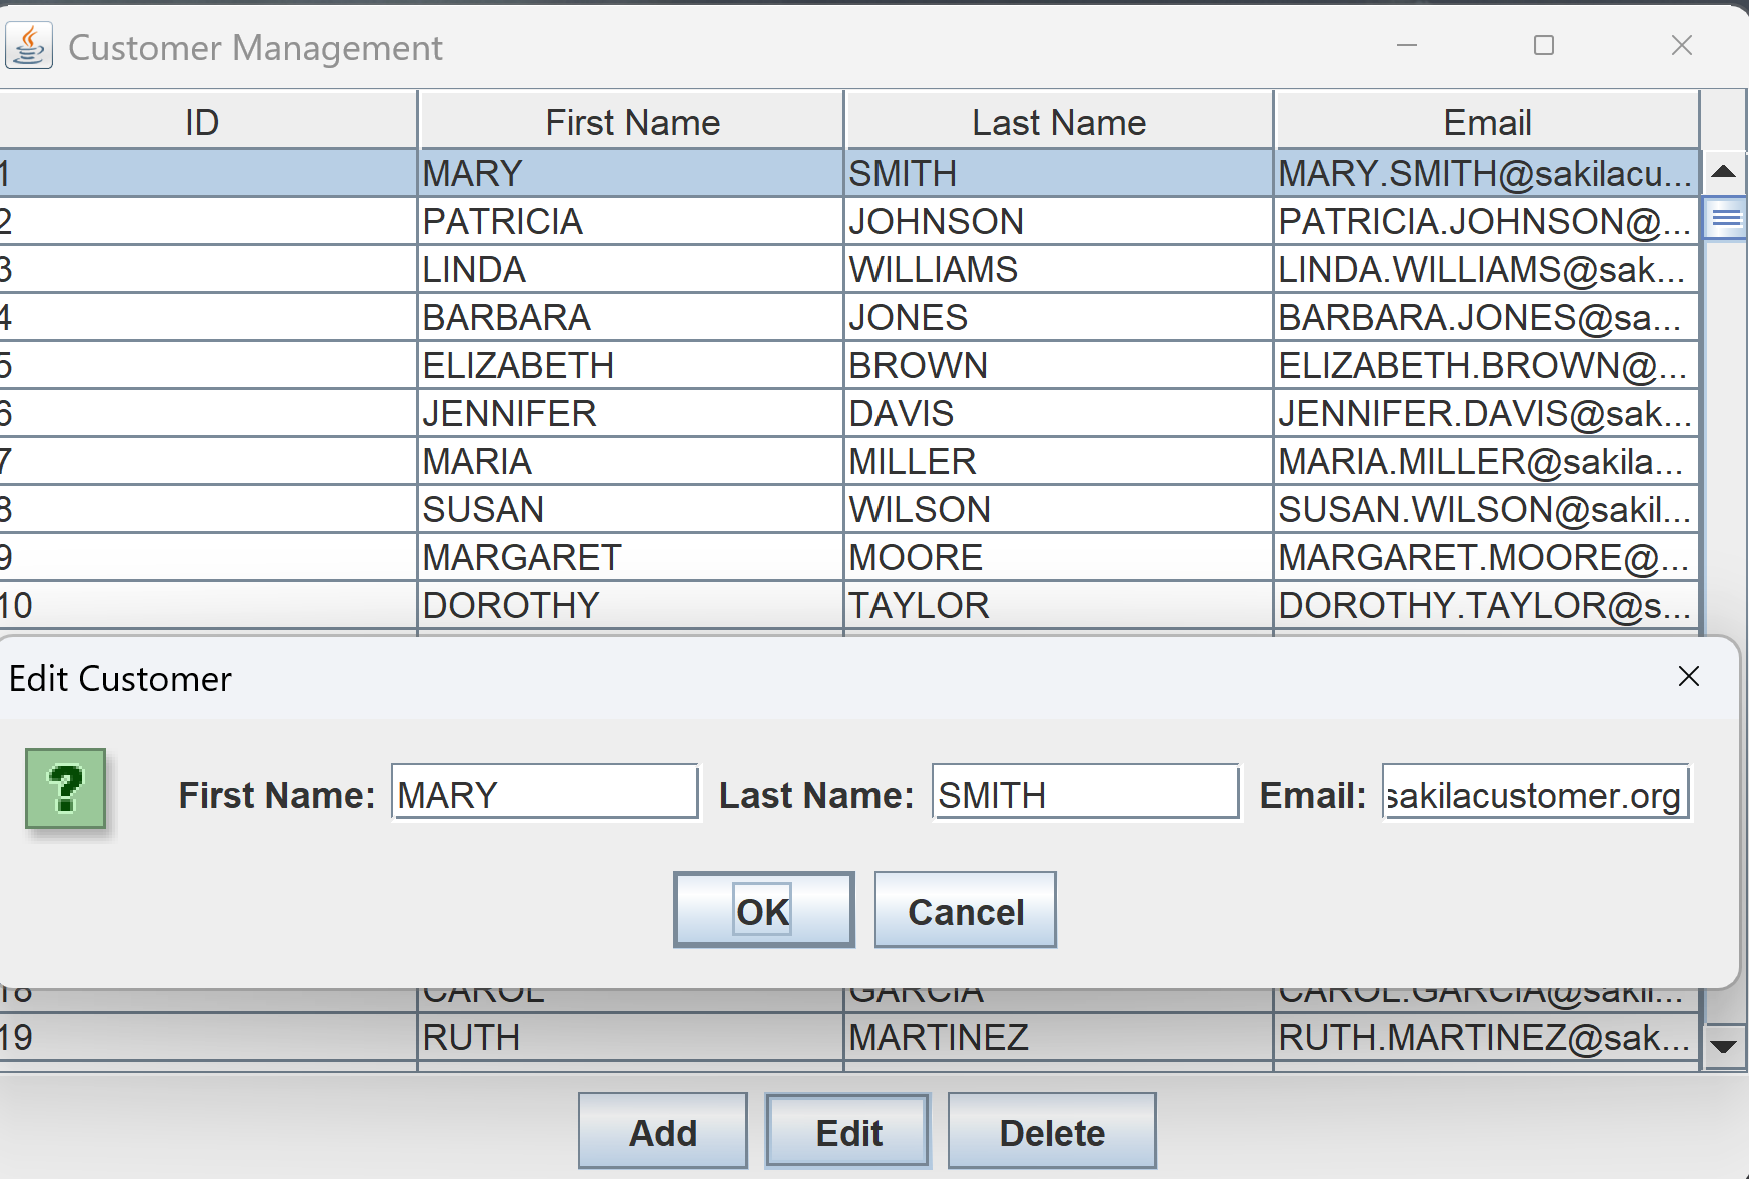 Customer Management
ID First Name Last Name Email
1 MARY SMITH MARY.SMITH@sakilacu...
2 PATRICIA JOHNSON PATRICIA.JOHNSON@...
3 LINDA WILLIAMS LINDA.WILLIAMS@sak...
4 BARBARA JONES BARBARA.JONES@sa...
5 ELIZABETH BROWN ELIZABETH.BROWN@...
6 JENNIFER DAVIS JENNIFER.DAVIS@sak...
7 MARIA MILLER MARIA.MILLER@sakila...
8 SUSAN WILSON SUSAN.WILSON@sakil...
9 MARGARET MOORE MARGARET.MOORE@...
10 DOROTHY TAYLOR DOROTHY.TAYLOR@s...
Edit Customer
? First Name: MARY Last Name: SMITH Email: sakilacustomer.org
OK Cancel
18 CAROL GARCIA CAROL.GARCIA@sakil...
19 RUTH MARTINEZ RUTH.MARTINEZ@sak...
Add Edit Delete